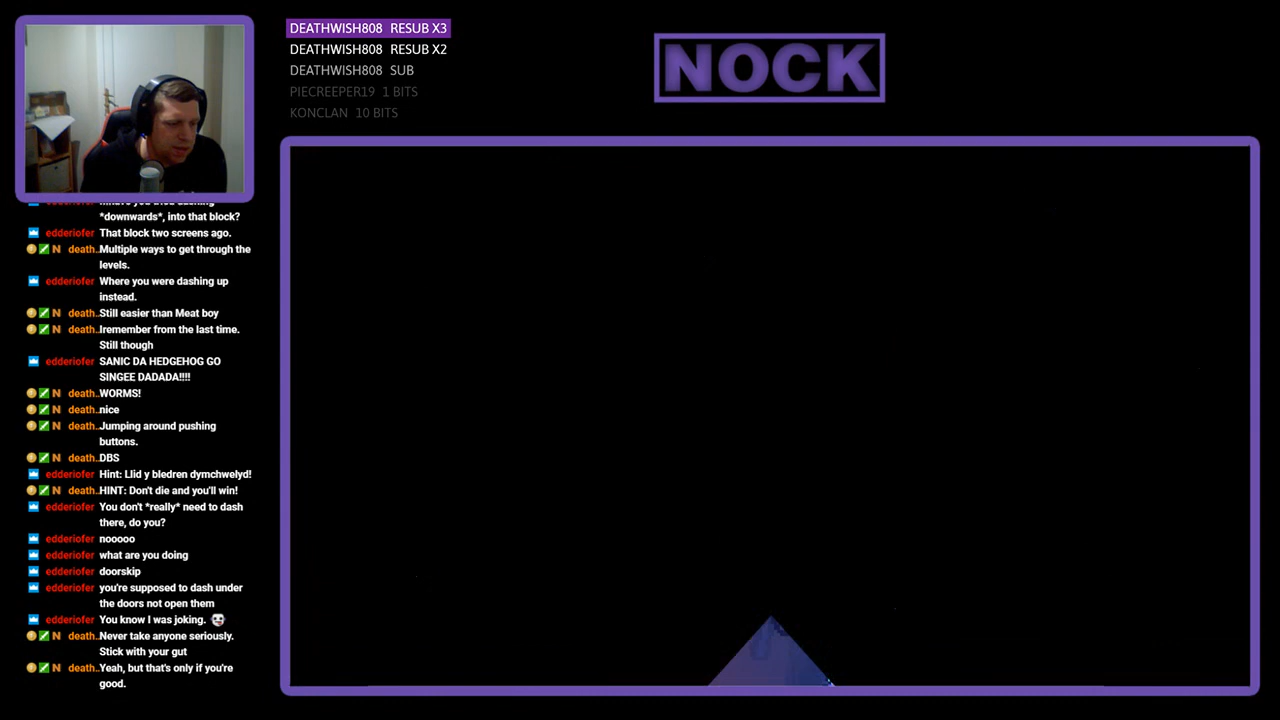 DEATHWISH808 RESUB X3
DEATHWISH808 RESUB X2
DEATHWISH808 SUB
PIECREEPER19 1 BITS
KONCLAN 10 BITS
NOCK
*downwards*, into that block?
edderiofer That block two screens ago.
N death..Multiple ways to get through the
levels.
edderiofer Where you were dashing up
instead.
N death..Still easier than Meat boy
N death..Iremember from the last time.
Still though
edderiofer SANIC DA HEDGEHOG GO
SINGEE DADADA!!!!
N death..WORMS!
N death..nice
N death..Jumping around pushing
buttons.
N death..DBS
edderiofer Hint: Llid y bledren dymchwelyd!
N death..HINT: Don't die and you'll win!
edderiofer You don't *really* need to dash
there, do you?
edderiofer nooooo
edderiofer what are you doing
edderiofer doorskip
edderiofer you're supposed to dash under
the doors not open them
edderiofer You know I was joking.
N death..Never take anyone seriously.
Stick with your gut
N death..Yeah, but that's only if you're
good.